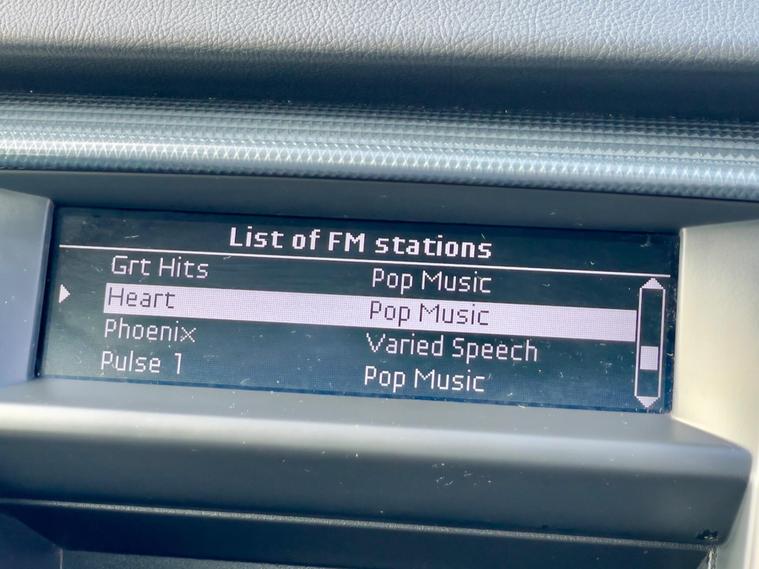 List of FM stations
Grt Hits Pop Music
Heart Pop Music
Phoenix Varied Speech
Pulse 1 Pop Music